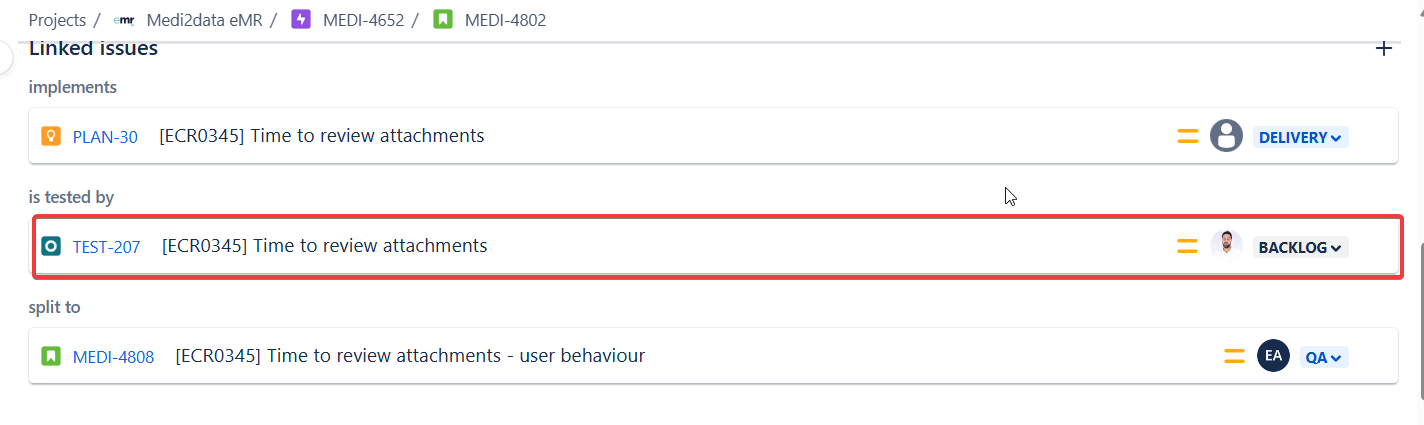 Projects / emr Medi2data eMR / MEDI-4652 / MEDI-4802
Linked issues
implements
PLAN-30 [ECR0345] Time to review attachments DELIVERY
is tested by
TEST-207 [ECR0345] Time to review attachments BACKLOG
split to
MEDI-4808 [ECR0345] Time to review attachments - user behaviour EA QA